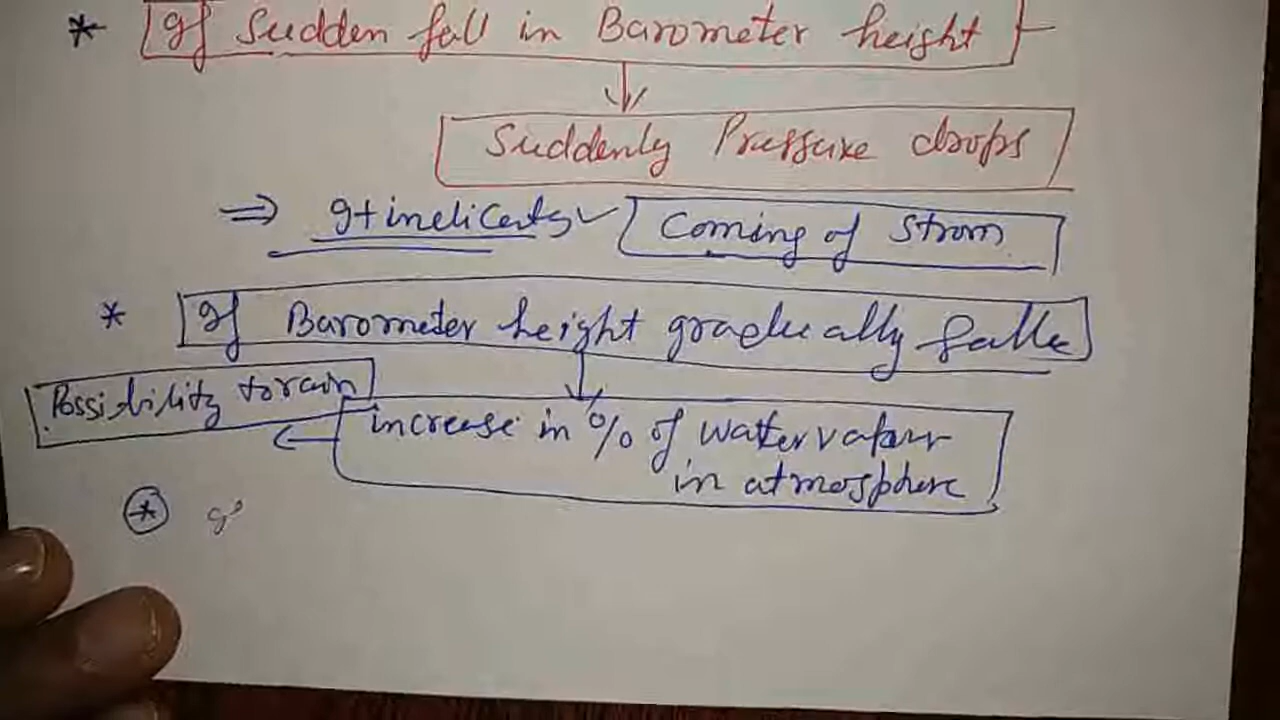 * If Sudden fall in Barometer height
Suddenly Pressure drops
⇒ It indicates Coming of Strom
* If Barometer height gradually falls
Possibility to rain
increase in % of water vapour
in atmosphere
*